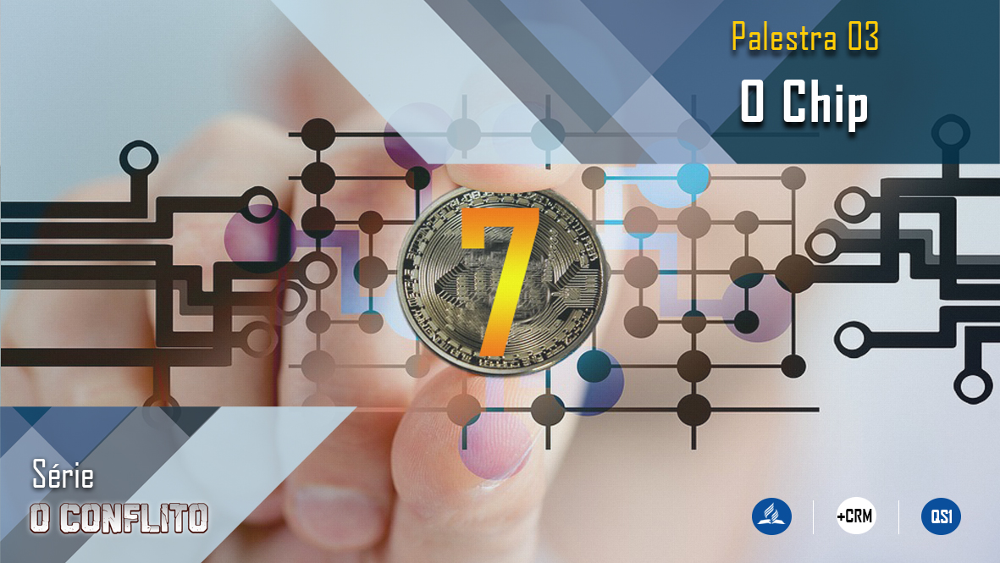 Palestra 03
O Chip
7
Série
O CONFLITO
+CRM
QS1